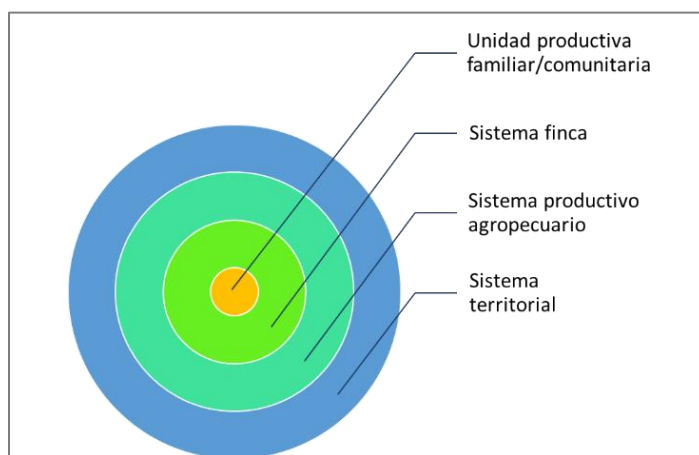 Unidad productiva
familiar/comunitaria
Sistema finca
Sistema productivo
agropecuario
Sistema
territorial